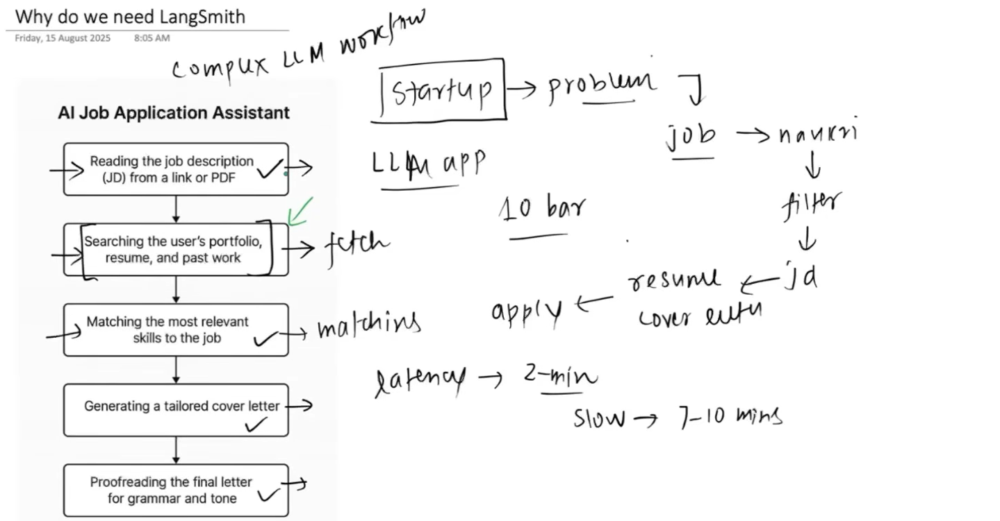 Why do we need LangSmith
Friday, 15 August 2025 8:05 AM
complex LLM workflow
AI Job Application Assistant
Reading the job description
(JD) from a link or PDF
Searching the user's portfolio,
resume, and past work
fetch
Matching the most relevant
skills to the job
matching
Generating a tailored cover letter
Proofreading the final letter
for grammar and tone
Startup → problem
job → naukri
↓
filter
↓
jd
resume ←
cover letter
apply ←
LLM app
10 bar
latency → 2-min
slow → 7-10 mins